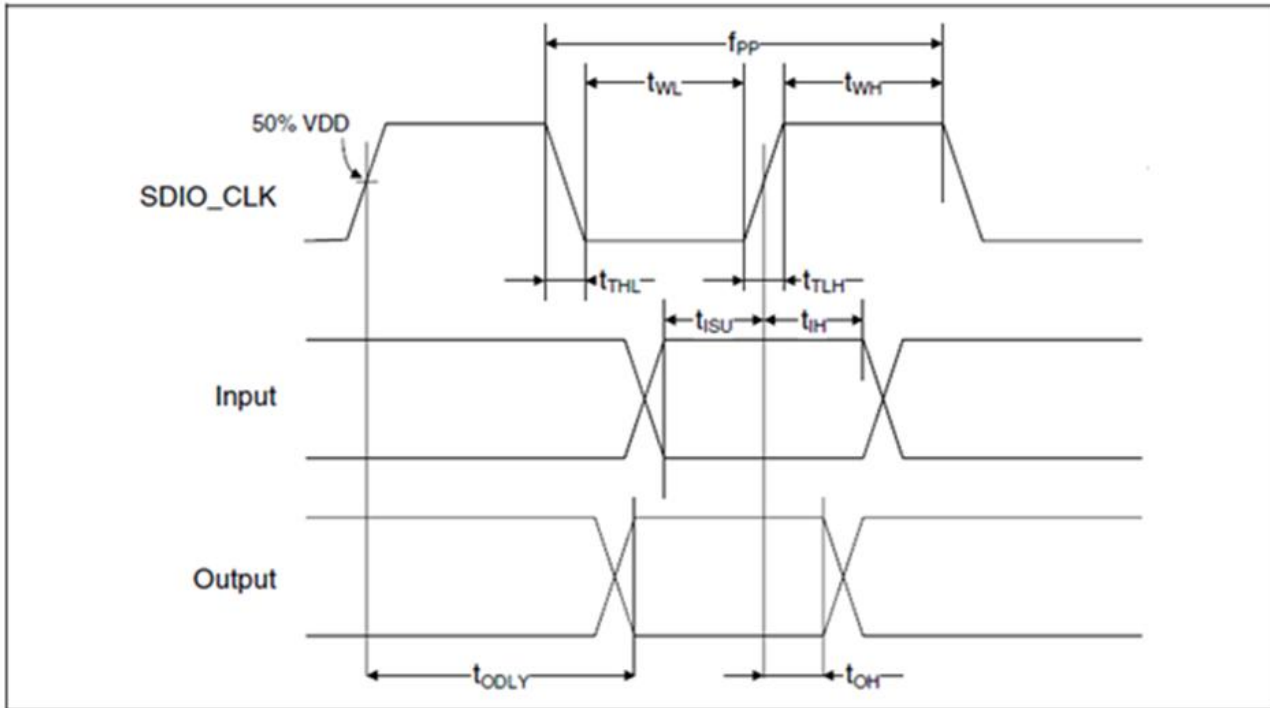 fPP
tWL
tWH
50% VDD
SDIO_CLK
tTHL
tTLH
tISU
tIH
Input
Output
tODLY
tOH